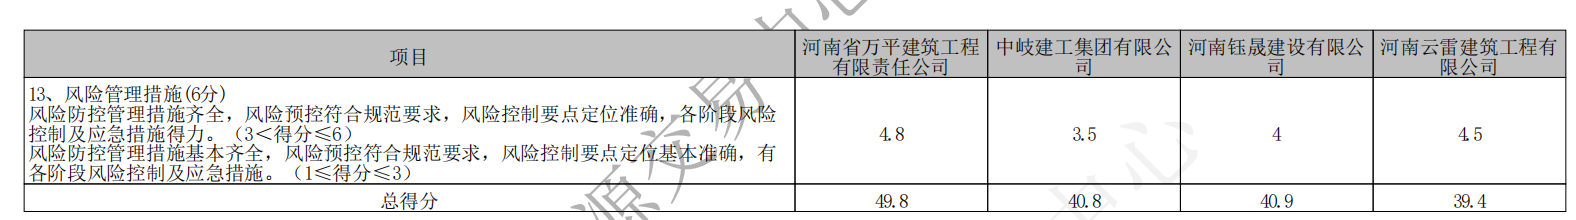 项目
河南省万平建筑工程
有限责任公司
中岐建工集团有限公
司
河南钰晟建设有限公
司
河南云雷建筑工程有
限公司
13、风险管理措施(6分)
风险防控管理措施齐全，风险预控符合规范要求，风险控制要点定位准确，各阶段风险
控制及应急措施得力。（3＜得分≤6）
风险防控管理措施基本齐全，风险预控符合规范要求，风险控制要点定位基本准确，有
各阶段风险控制及应急措施。（1≤得分≤3）
4.8
3.5
4
4.5
总得分
49.8
40.8
40.9
39.4
源交易中心
中心